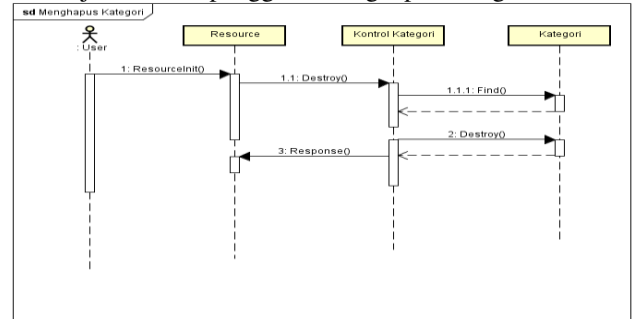 sd Menghapus Kategori
Resource
Kontrol Kategori
Kategori
: User
1: ResourceInit()
1.1: Destroy()
1.1.1: Find()
2: Destroy()
3: Response()